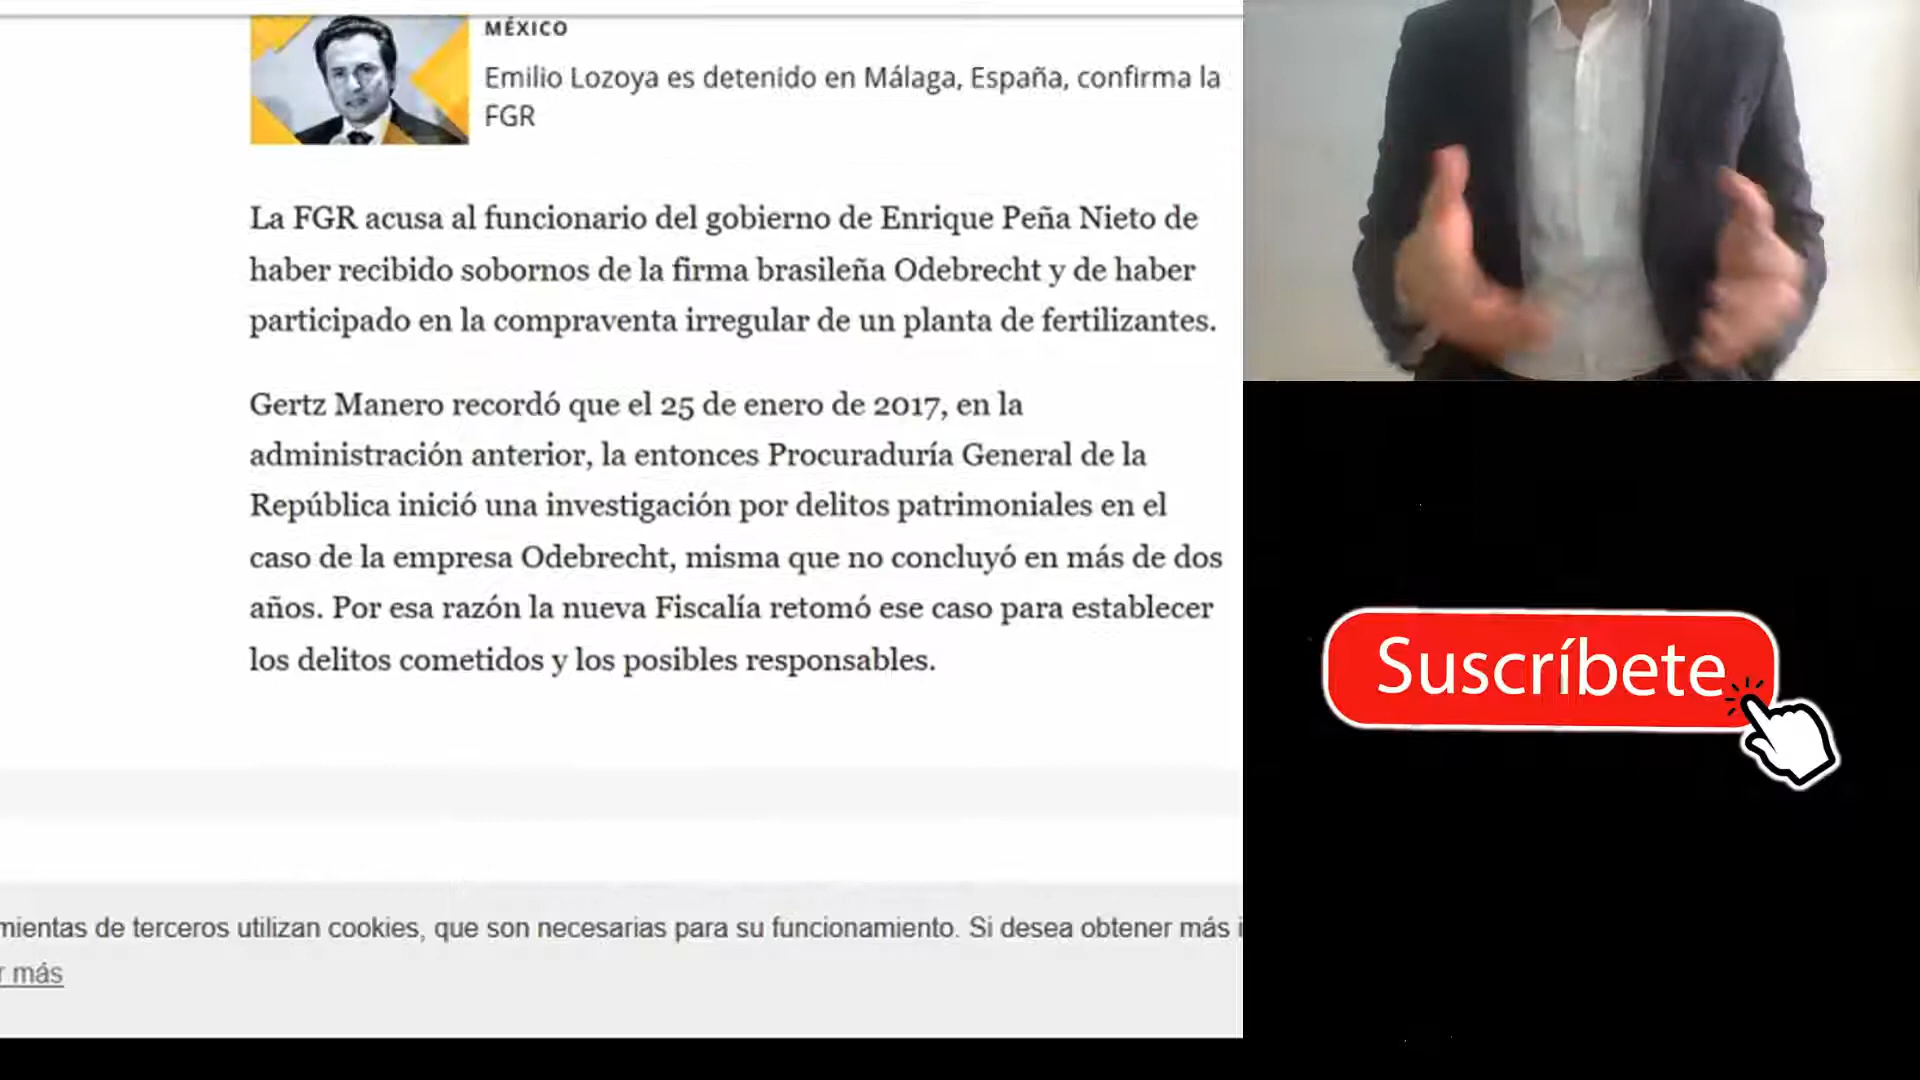 MÉXICO
Emilio Lozoya es detenido en Málaga, España, confirma la
FGR
La FGR acusa al funcionario del gobierno de Enrique Peña Nieto de
haber recibido sobornos de la firma brasileña Odebrecht y de haber
participado en la compraventa irregular de un planta de fertilizantes.
Gertz Manero recordó que el 25 de enero de 2017, en la
administración anterior, la entonces Procuraduría General de la
República inició una investigación por delitos patrimoniales en el
caso de la empresa Odebrecht, misma que no concluyó en más de dos
años. Por esa razón la nueva Fiscalía retomó ese caso para establecer
los delitos cometidos y los posibles responsables.
mientas de terceros utilizan cookies, que son necesarias para su funcionamiento. Si desea obtener más i
r más
Suscríbete